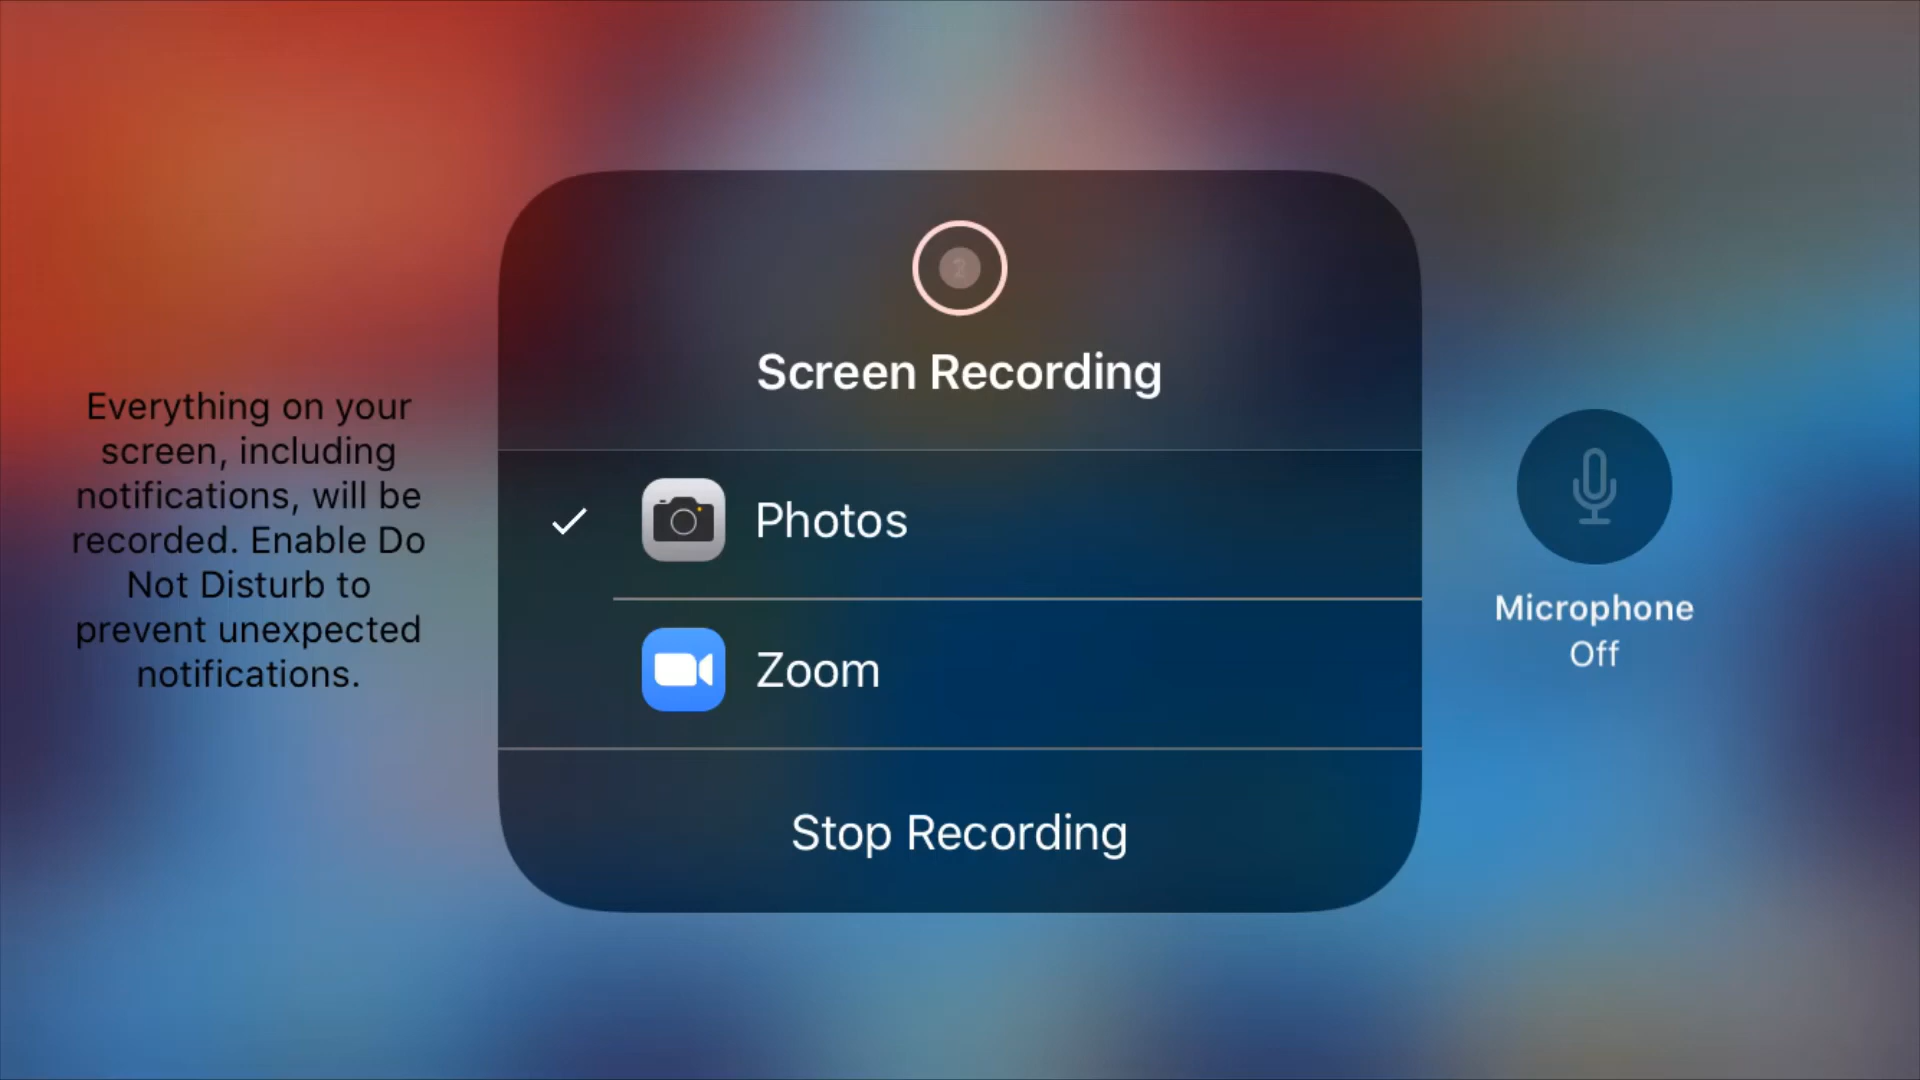 Everything on your
screen, including
notifications, will be
recorded. Enable Do
Not Disturb to
prevent unexpected
notifications.
Screen Recording
Photos
Zoom
Stop Recording
Microphone
Off